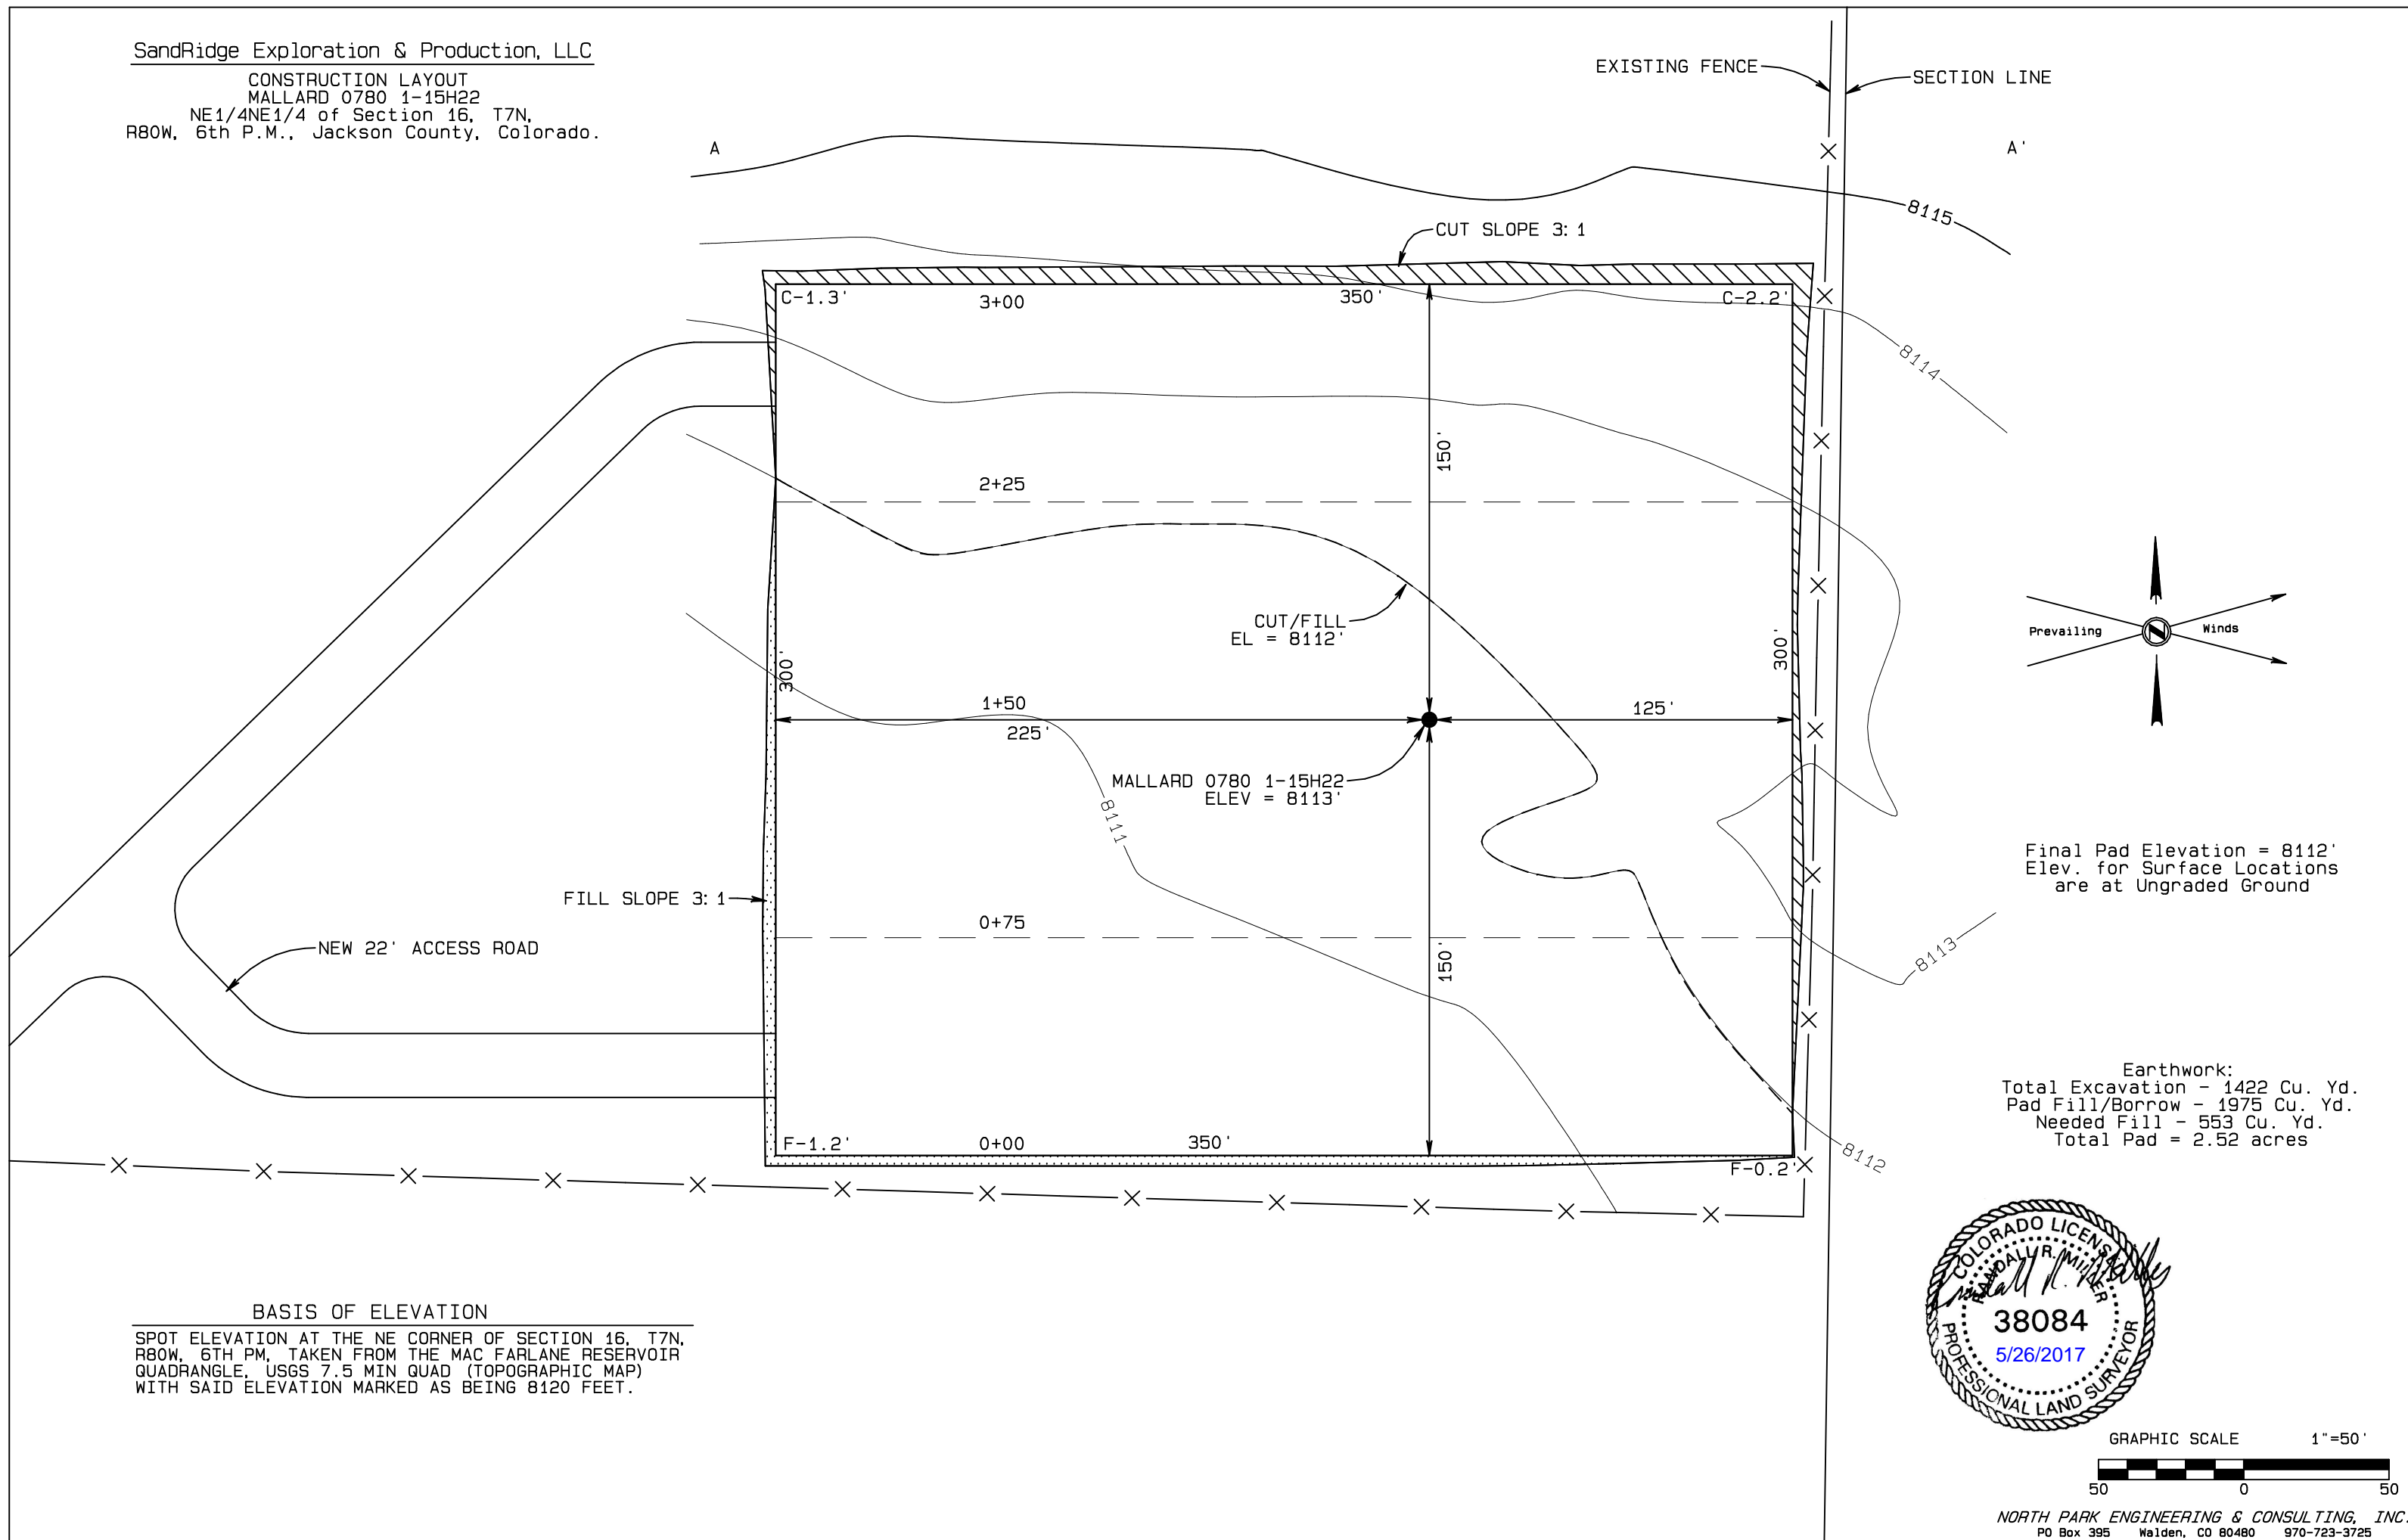 SandRidge Exploration & Production, LLC
CONSTRUCTION LAYOUT
MALLARD 0780 1-15H22
NE1/4NE1/4 of Section 16, T7N,
R80W, 6th P.M., Jackson County, Colorado.
EXISTING FENCE
SECTION LINE
A
A'
8115
CUT SLOPE 3:1
C-1.3'
3+00
350'
C-2.2'
8114
150'
2+25
CUT/FILL
EL = 8112'
300'
300'
Prevailing
N
Winds
1+50
225'
125'
MALLARD 0780 1-15H22
ELEV = 8113'
8111
Final Pad Elevation = 8112'
Elev. for Surface Locations
are at Ungraded Ground
FILL SLOPE 3:1
0+75
NEW 22' ACCESS ROAD
150'
8113
Earthwork:
Total Excavation - 1422 Cu. Yd.
Pad Fill/Borrow - 1975 Cu. Yd.
Needed Fill - 553 Cu. Yd.
Total Pad = 2.52 acres
F-1.2'
0+00
350'
F-0.2'
8112
COLORADO LICENSED
RANDALL R. MILLER
38084
5/26/2017
PROFESSIONAL LAND SURVEYOR
BASIS OF ELEVATION
SPOT ELEVATION AT THE NE CORNER OF SECTION 16, T7N,
R80W, 6TH PM, TAKEN FROM THE MAC FARLANE RESERVOIR
QUADRANGLE, USGS 7.5 MIN QUAD (TOPOGRAPHIC MAP)
WITH SAID ELEVATION MARKED AS BEING 8120 FEET.
GRAPHIC SCALE 1"=50'
50 0 50
NORTH PARK ENGINEERING & CONSULTING, INC
PO Box 395 Walden, CO 80480 970-723-3725